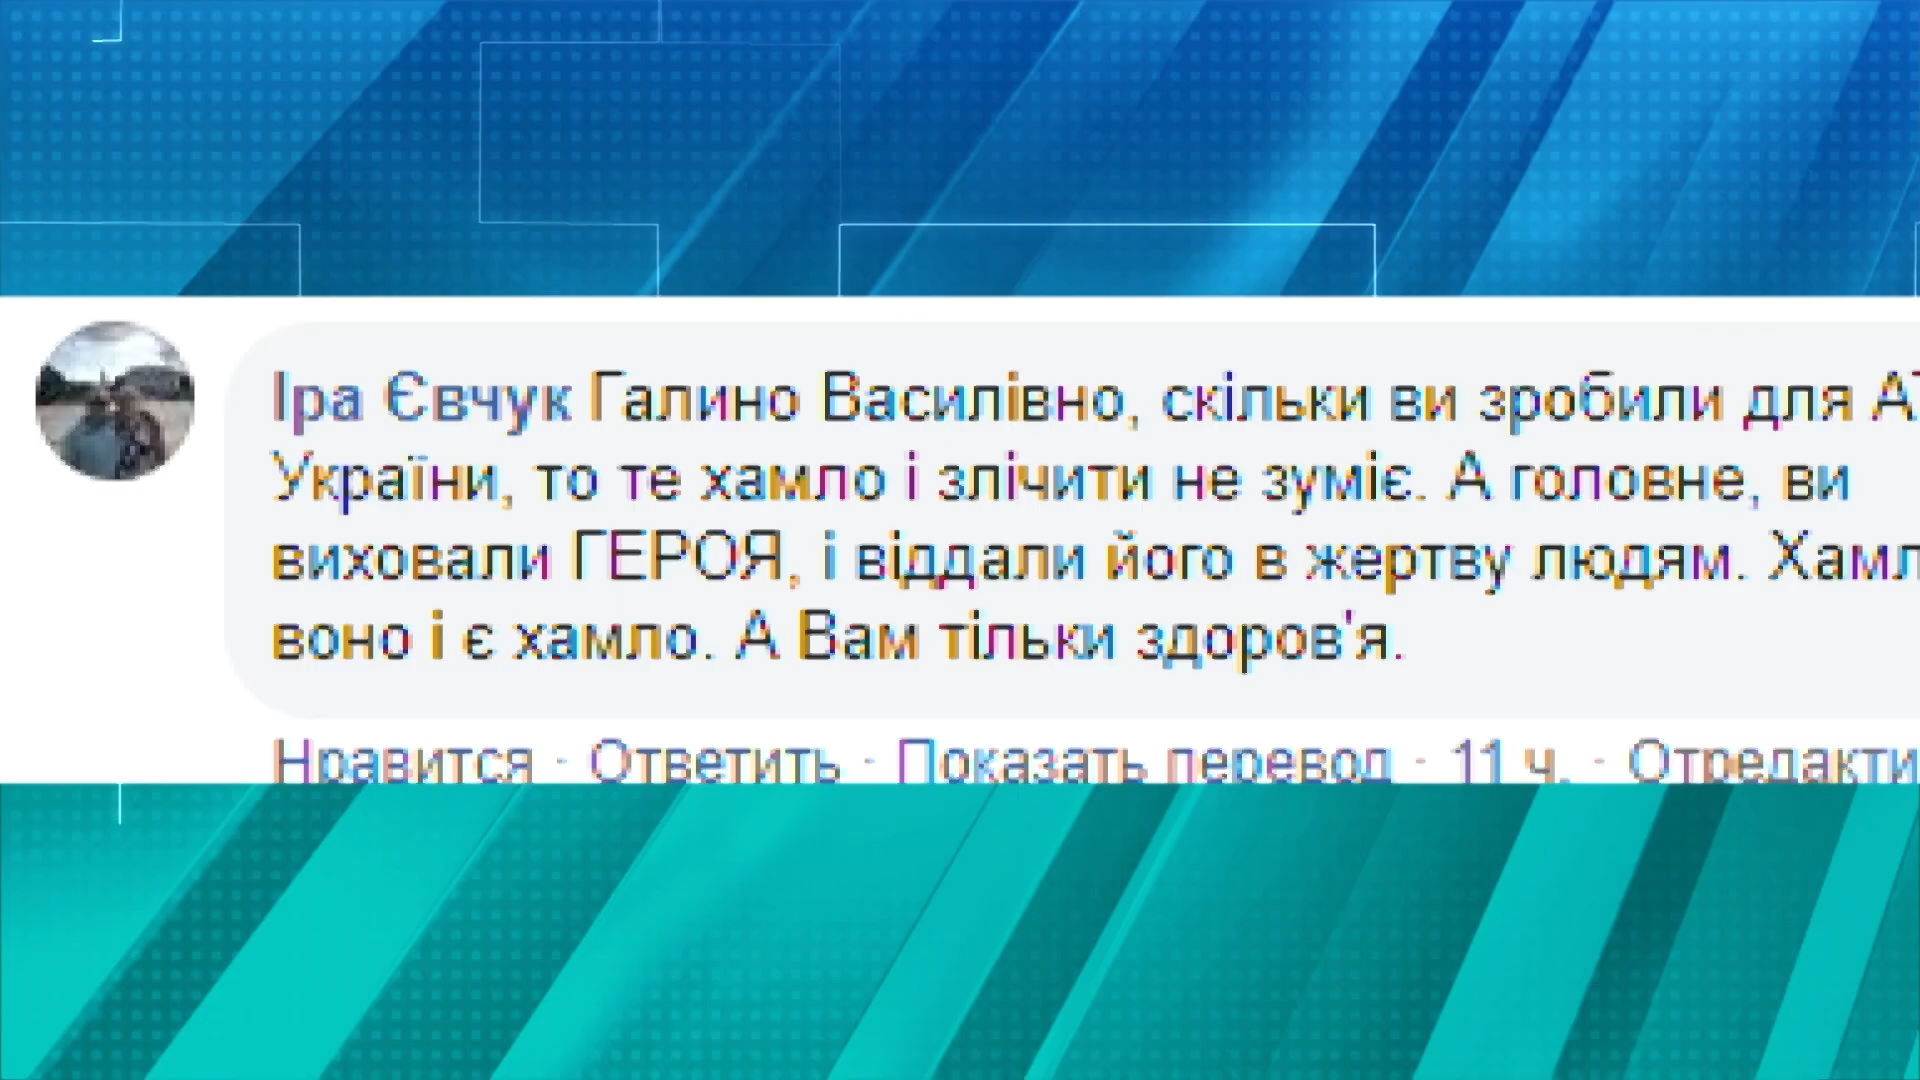 Іра Євчук Галино Василівно, скільки ви зробили для
України, то те хамло і злічити не зуміє. А головне, ви
виховали ГЕРОЯ, і віддали його в жертву людям.
воно і є хамло. А Вам тільки здоров'я.
Нравится · Ответить · Показать перевод · 11 ч. ·